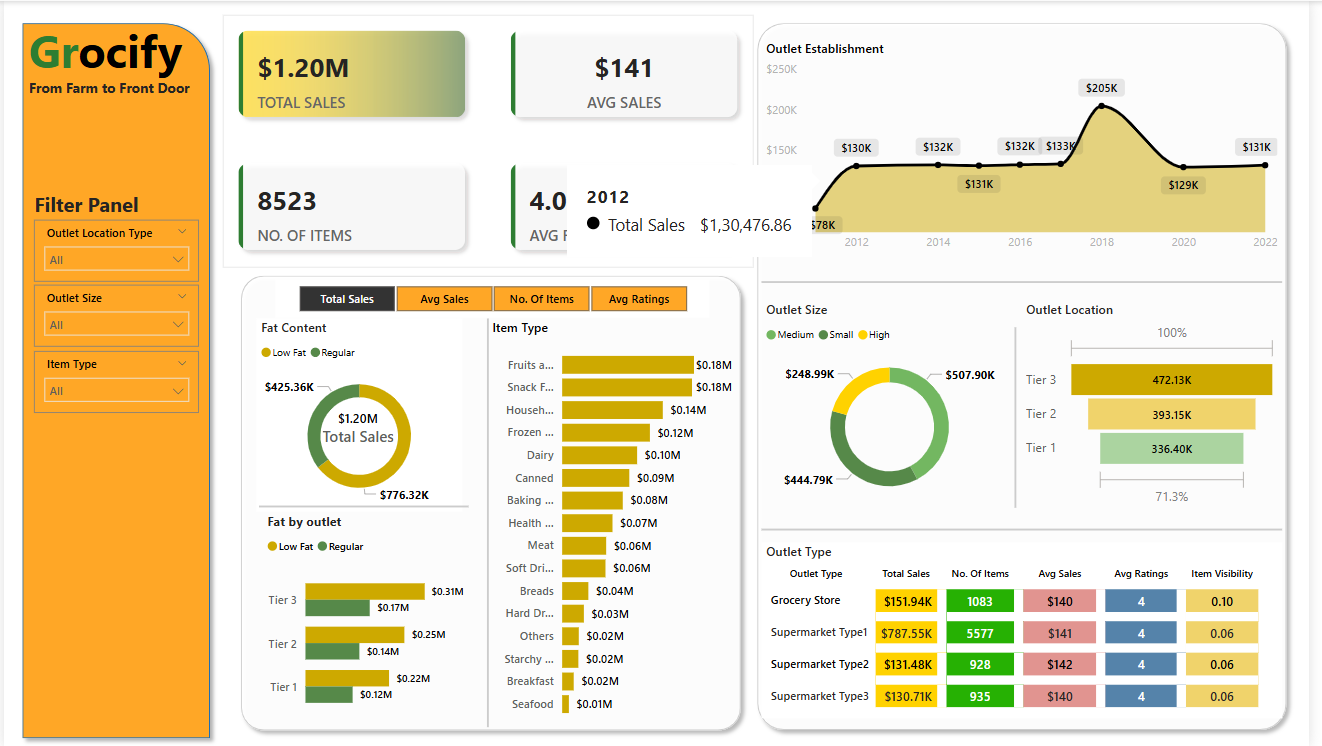 Grocify
From Farm to Front Door
Filter Panel
Outlet Location Type
All
Outlet Size
All
Item Type
All
$1.20M
TOTAL SALES
$141
AVG SALES
8523
NO. OF ITEMS
4.0
AVG
2012
Total Sales $1,30,476.86
Outlet Establishment
$250K
$200K
$150K
$78K
$130K
$132K
$131K
$132K
$133K
$205K
$129K
$131K
2012 2014 2016 2018 2020 2022
Total Sales Avg Sales No. Of Items Avg Ratings
Fat Content
Low Fat Regular
$425.36K
$1.20M
Total Sales
$776.32K
Fat by outlet
Low Fat Regular
Tier 3 $0.31M
$0.17M
Tier 2 $0.25M
$0.14M
Tier 1 $0.22M
$0.12M
Item Type
Fruits a... $0.18M
Snack F... $0.18M
Househ... $0.14M
Frozen ... $0.12M
Dairy $0.10M
Canned $0.09M
Baking ... $0.08M
Health ... $0.07M
Meat $0.06M
Soft Dri... $0.06M
Breads $0.04M
Hard Dr... $0.03M
Others $0.02M
Starchy ... $0.02M
Breakfast $0.02M
Seafood $0.01M
Outlet Size
Medium Small High
$248.99K
$507.90K
$444.79K
Outlet Location
100%
Tier 3 472.13K
Tier 2 393.15K
Tier 1 336.40K
71.3%
Outlet Type
Outlet Type Total Sales No. Of Items Avg Sales Avg Ratings Item Visibility
Grocery Store $151.94K 1083 $140 4 0.10
Supermarket Type1 $787.55K 5577 $141 4 0.06
Supermarket Type2 $131.48K 928 $142 4 0.06
Supermarket Type3 $130.71K 935 $140 4 0.06